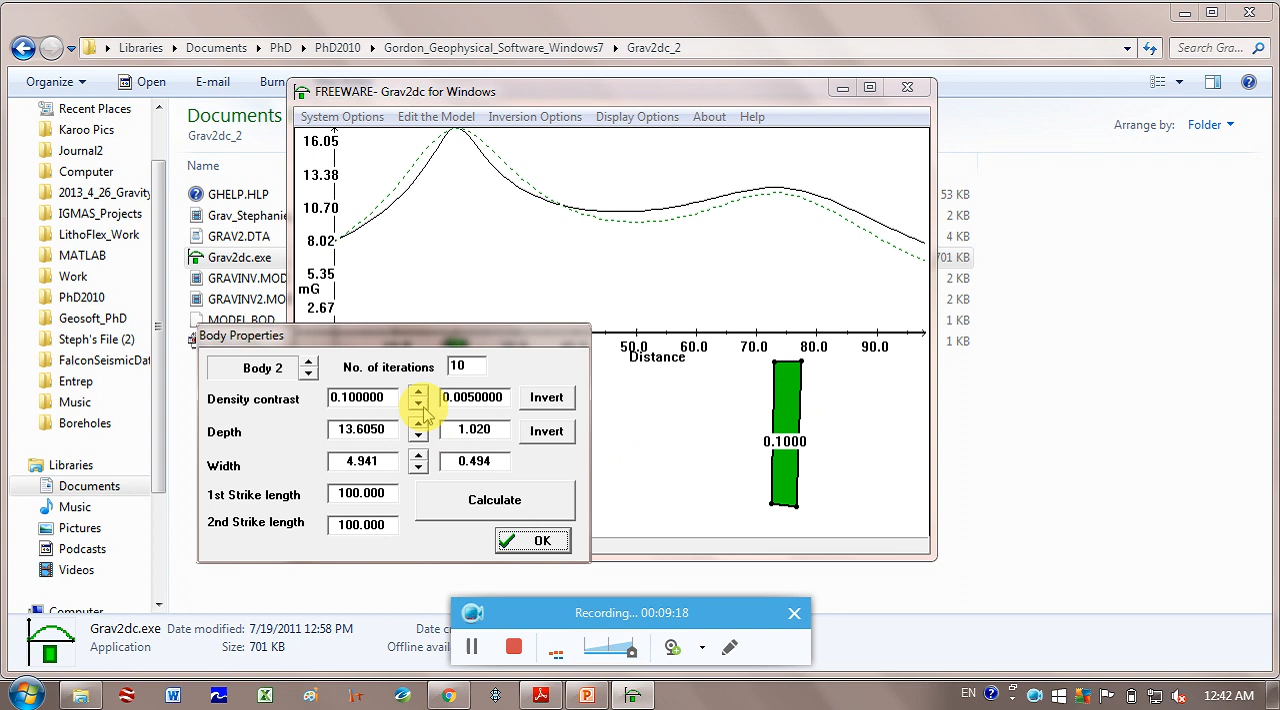 Libraries Documents PhD PhD2010 Gordon_Geophysical_Software_Windows7 Grav2dc_2
Search Gra...
Organize Open E-mail Burn
Recent Places
Karoo Pics
Journal2
Computer
2013_4_26_Gravity
IGMAS_Projects
LithoFlex_Work
MATLAB
Work
PhD2010
Geosoft_PhD
Steph's File (2)
FalconSeismicDat
Entrep
Music
Boreholes
Libraries
Documents
Music
Pictures
Podcasts
Videos
Computer
Documents
Grav2dc_2
Arrange by: Folder
Name
GHELP.HLP
Grav_Stephanie
GRAV2.DTA
Grav2dc.exe
GRAVINV.MOD
GRAVINV2.MO
MODEL.BOD
53 KB
2 KB
4 KB
701 KB
2 KB
2 KB
1 KB
1 KB
FREEWARE- Grav2dc for Windows
System Options Edit the Model Inversion Options Display Options About Help
16.05
13.38
10.70
8.02
5.35
mG
2.67
50.0 70.0 80.0 90.0
Distance
0.1000
Body Properties
Body 2 No. of iterations 10
Density contrast 0.100000 0.0050000 Invert
Depth 13.6050 1.020 Invert
Width 4.941 0.494
1st Strike length 100.000 Calculate
2nd Strike length 100.000
OK
Recording... 00:09:18
Grav2dc.exe Date modified: 7/19/2011 12:58 PM Date c
Application Size: 701 KB Offline avail
EN 12:42 AM